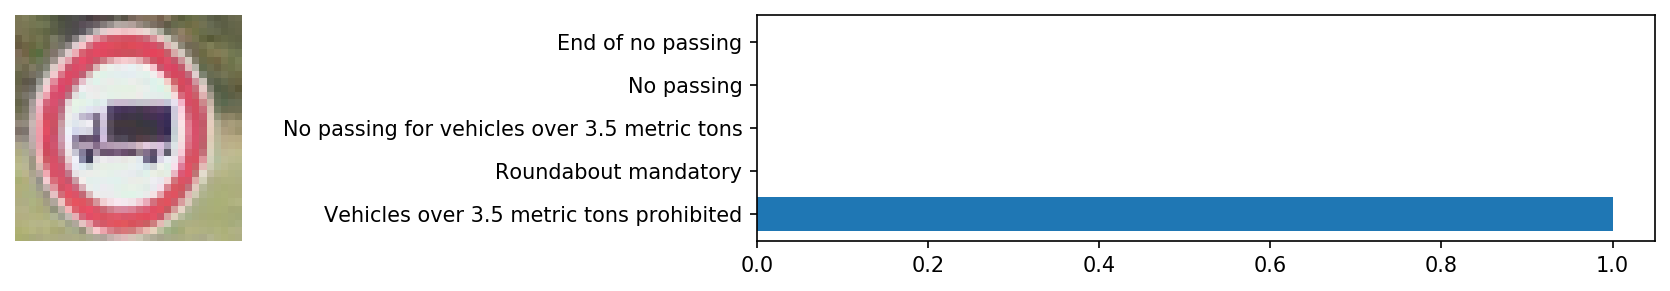 End of no passing
No passing
No passing for vehicles over 3.5 metric tons
Roundabout mandatory
Vehicles over 3.5 metric tons prohibited
0.0 0.2 0.4 0.6 0.8 1.0